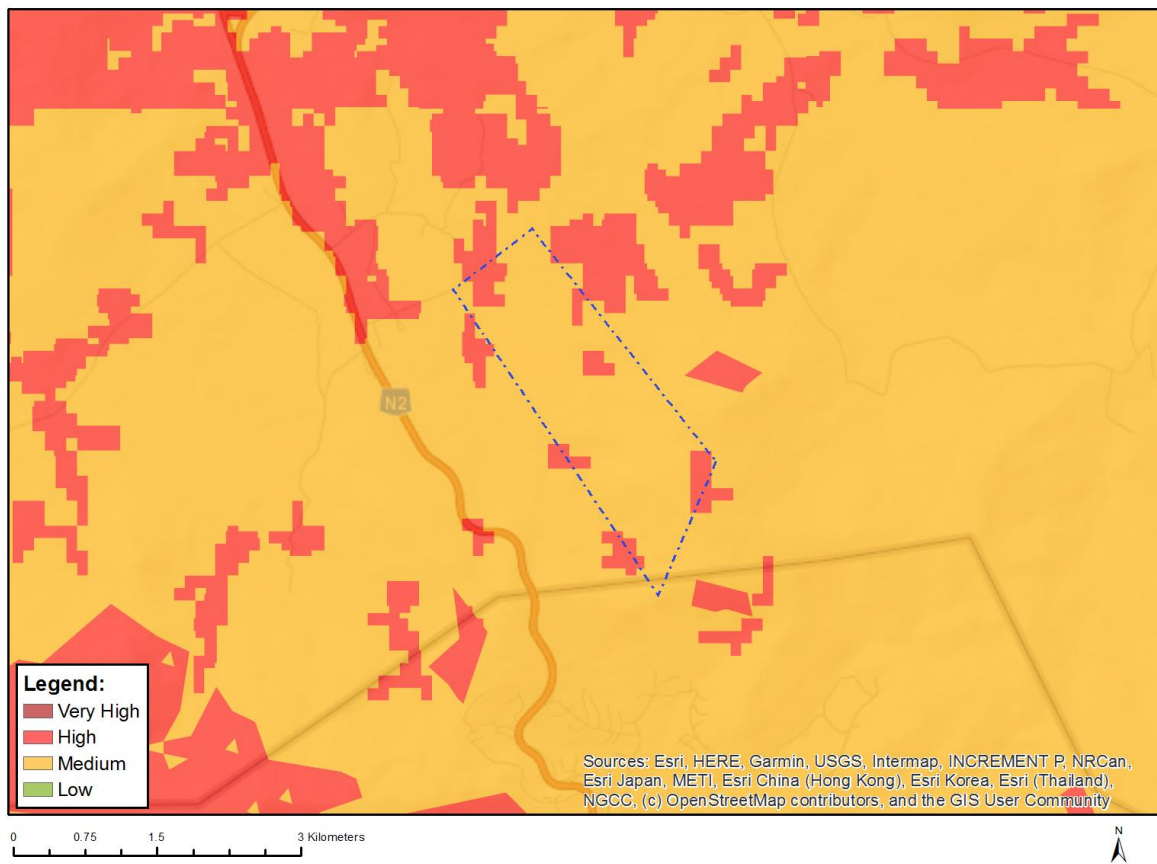 N2
Legend:
Very High
High
Medium
Low
Sources: Esri, HERE, Garmin, USGS, Intermap, INCREMENT P, NRCan,
Esri Japan, METI, Esri China (Hong Kong), Esri Korea, Esri (Thailand),
NGCC, (c) OpenStreetMap contributors, and the GIS User Community
0 0.75 1.5 3 Kilometers
N